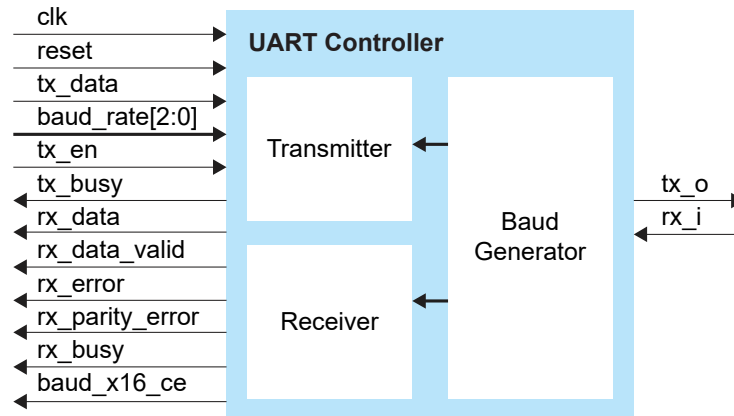 clk
reset
tx_data
baud_rate[2:0]
tx_en
tx_busy
rx_data
rx_data_valid
rx_error
rx_parity_error
rx_busy
baud_x16_ce
UART Controller
Transmitter
Receiver
Baud
Generator
tx_o
rx_i